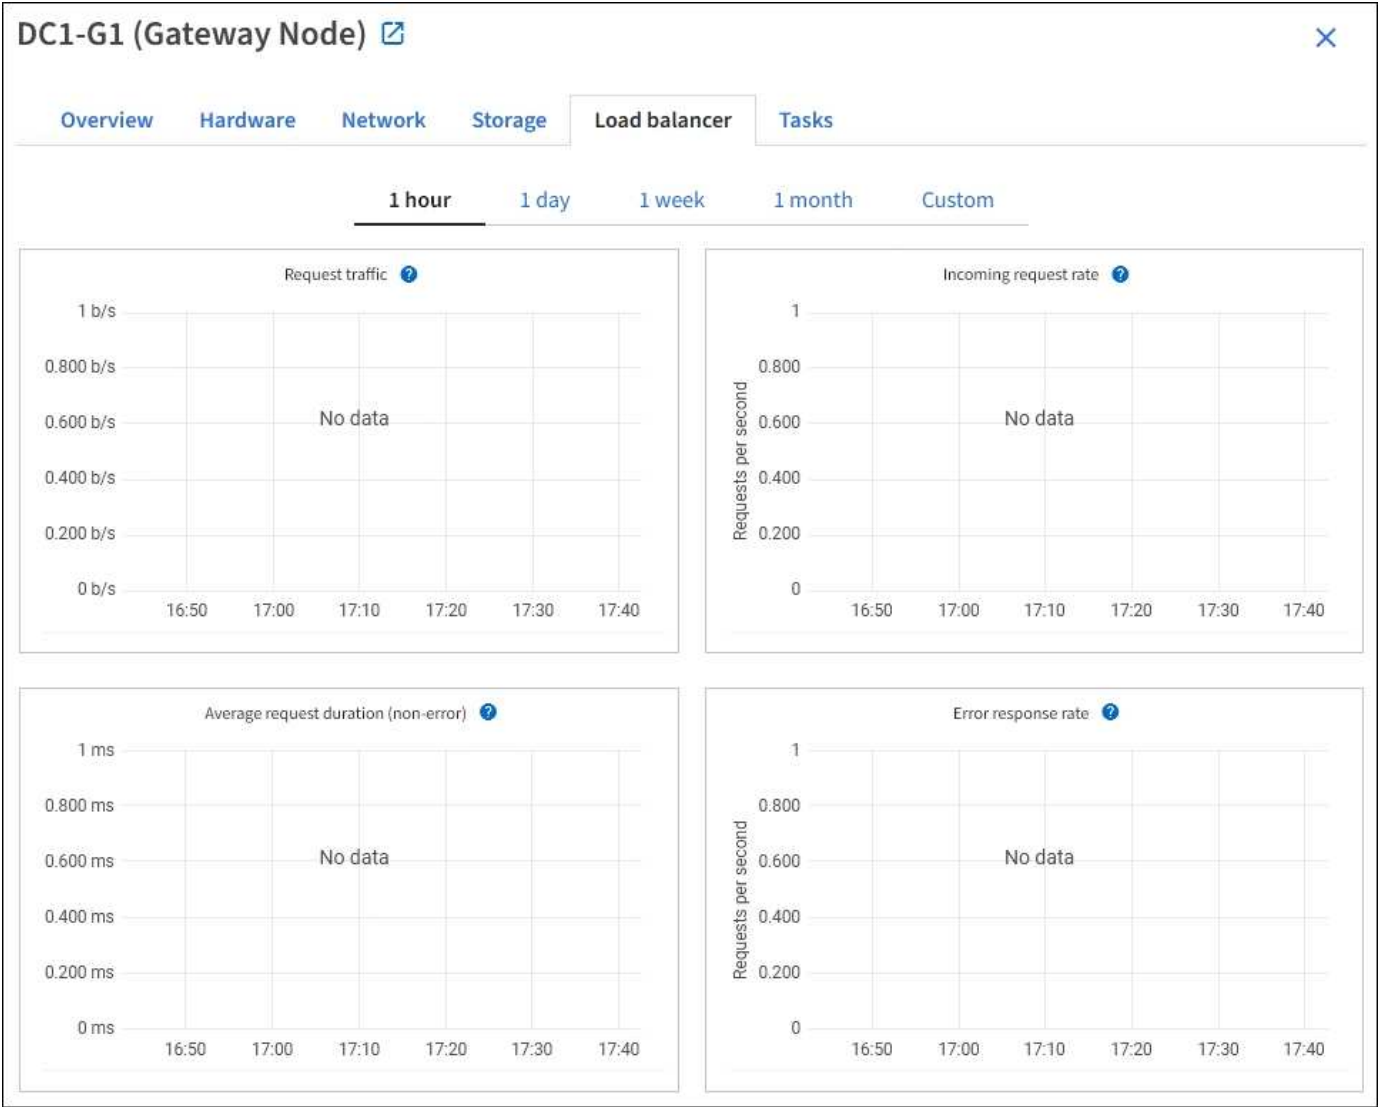 DC1-G1 (Gateway Node)
Overview Hardware Network Storage Load balancer Tasks
1 hour 1 day 1 week 1 month Custom
Request traffic ?
1 b/s
0.800 b/s
0.600 b/s
0.400 b/s
0.200 b/s
0 b/s
No data
16:50 17:00 17:10 17:20 17:30 17:40
Incoming request rate ?
Requests per second
1
0.800
0.600
0.400
0.200
0
No data
16:50 17:00 17:10 17:20 17:30 17:40
Average request duration (non-error) ?
1 ms
0.800 ms
0.600 ms
0.400 ms
0.200 ms
0 ms
No data
16:50 17:00 17:10 17:20 17:30 17:40
Error response rate ?
Requests per second
1
0.800
0.600
0.400
0.200
0
No data
16:50 17:00 17:10 17:20 17:30 17:40